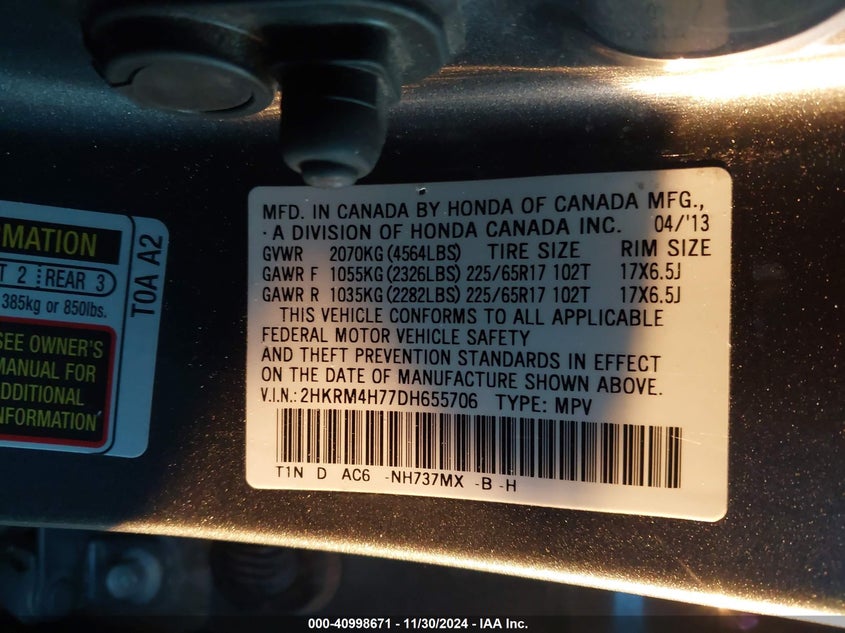 RMATION
T 2 REAR 3
385kg or 850lbs.
SEE OWNER'S
MANUAL FOR
ADDITIONAL
INFORMATION
T0A A2
MFD. IN CANADA BY HONDA OF CANADA MFG.,
A DIVISION OF HONDA CANADA INC. 04/'13
GVWR 2070KG (4564LBS) TIRE SIZE RIM SIZE
GAWR F 1055KG (2326LBS) 225/65R17 102T 17X6.5J
GAWR R 1035KG (2282LBS) 225/65R17 102T 17X6.5J
THIS VEHICLE CONFORMS TO ALL APPLICABLE
FEDERAL MOTOR VEHICLE SAFETY
AND THEFT PREVENTION STANDARDS IN EFFECT
ON THE DATE OF MANUFACTURE SHOWN ABOVE.
V.I.N.: 2HKRM4H77DH655706 TYPE: MPV
T1N D AC6 -NH737MX -B -H
000-40998671 - 11/30/2024 - IAA Inc.